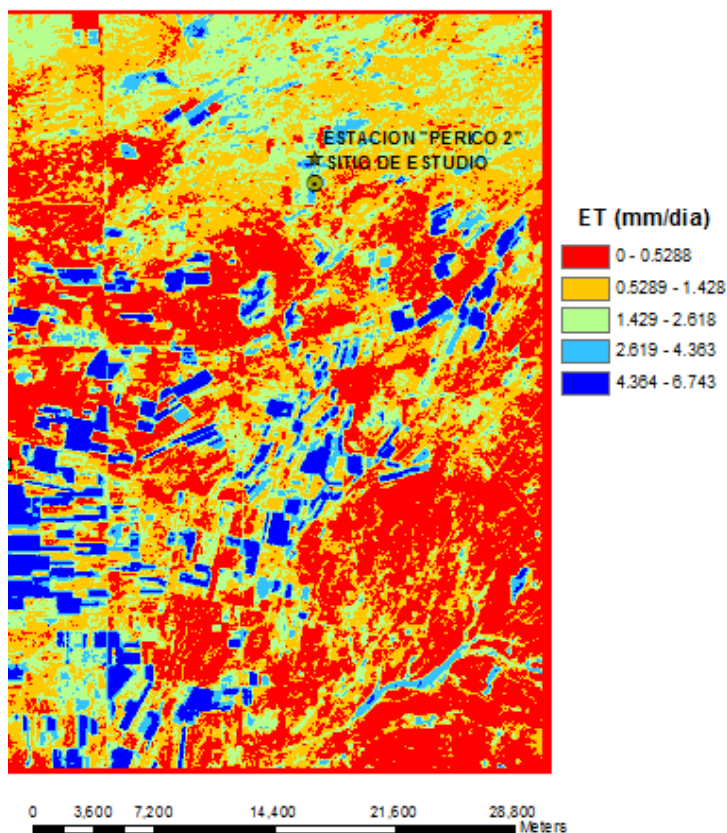 ESTACIÓN "PERICO 2"
SITIO DE ESTUDIO
ET (mm/dia)
0 - 0.5288
0.5289 - 1.428
1.429 - 2.618
2.619 - 4.363
4.364 - 6.743
0 3,600 7,200 14,400 21,600 28,800
Meters